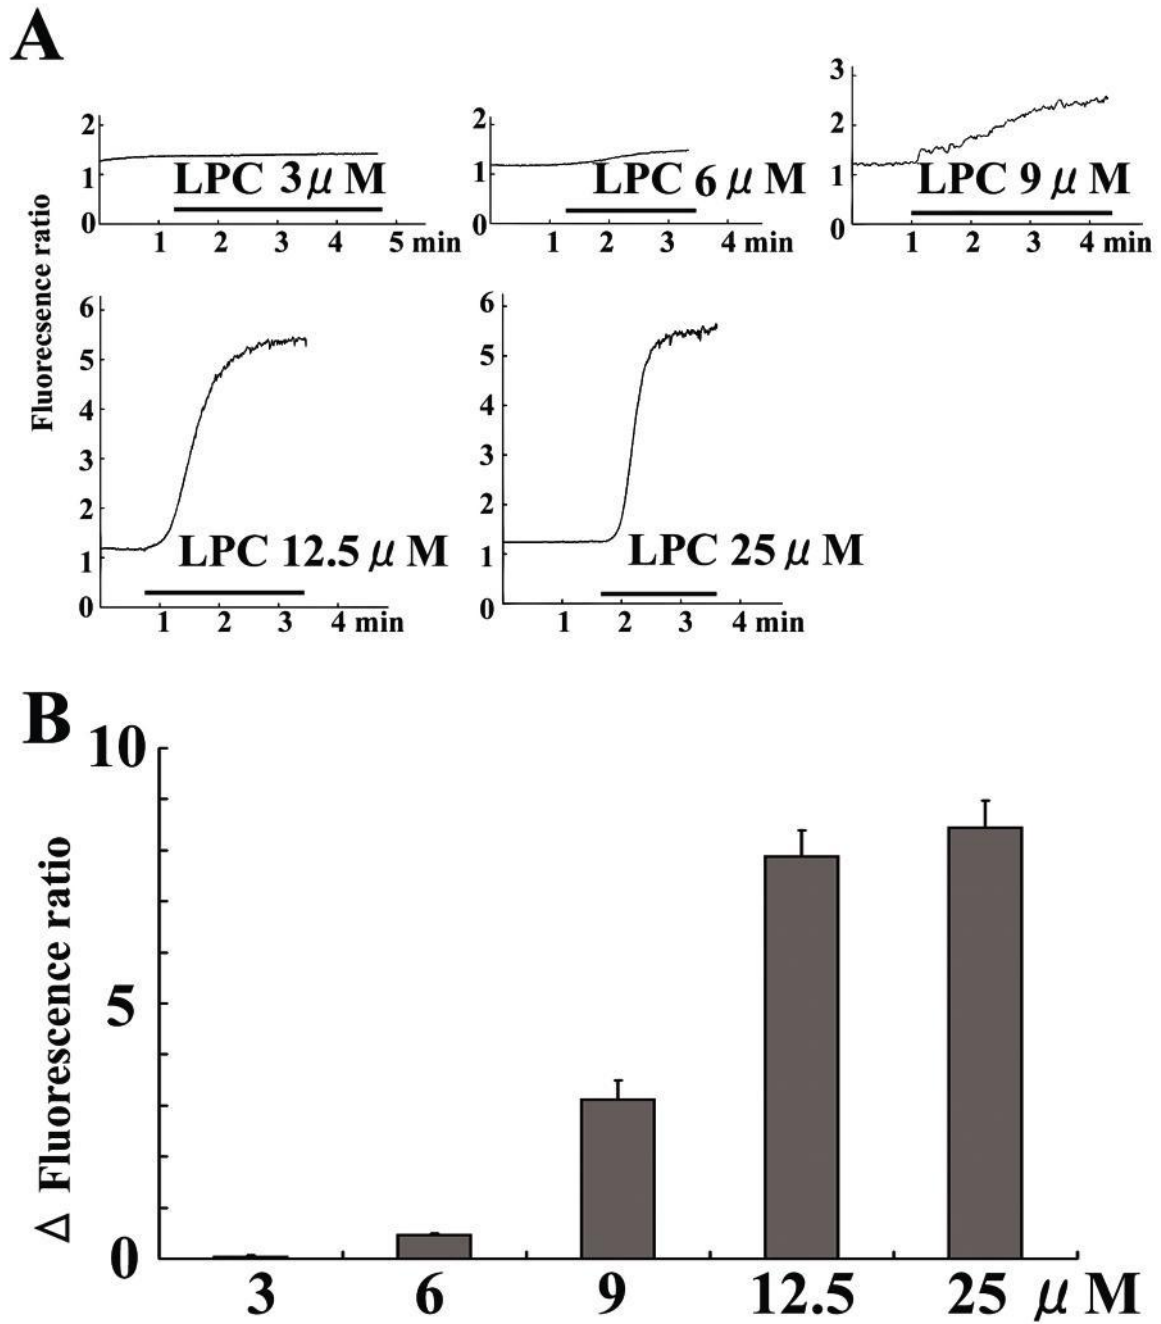 A
Fluorecsence ratio
2
1
0
LPC 3 μ M
1 2 3 4 5 min
2
1
0
LPC 6 μ M
1 2 3 4 min
3
2
1
0
LPC 9 μ M
1 2 3 4 min
6
5
4
3
2
1
0
LPC 12.5 μ M
1 2 3 4 min
6
5
4
3
2
1
0
LPC 25 μ M
1 2 3 4 min
B
Δ Fluorescence ratio
10
5
0
3 6 9 12.5 25 μ M